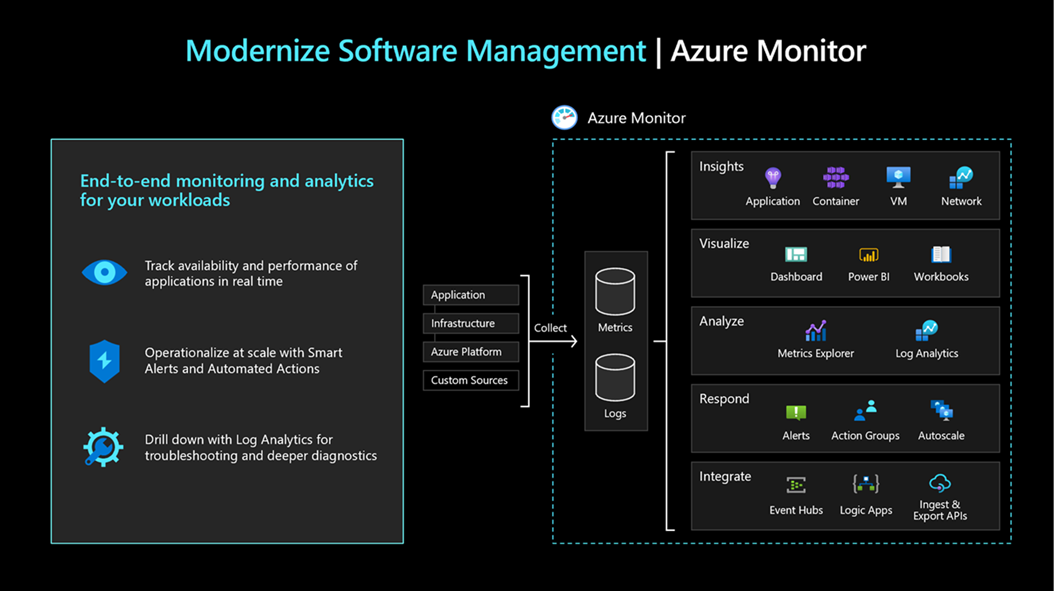 Modernize Software Management | Azure Monitor
Azure Monitor
End-to-end monitoring and analytics
for your workloads
Track availability and performance of
applications in real time
Operationalize at scale with Smart
Alerts and Automated Actions
Drill down with Log Analytics for
troubleshooting and deeper diagnostics
Application
Infrastructure
Azure Platform
Custom Sources
Collect
Metrics
Logs
Insights
Application
Container
VM
Network
Visualize
Dashboard
Power BI
Workbooks
Analyze
Metrics Explorer
Log Analytics
Respond
Alerts
Action Groups
Autoscale
Integrate
Event Hubs
Logic Apps
Ingest &
Export APIs